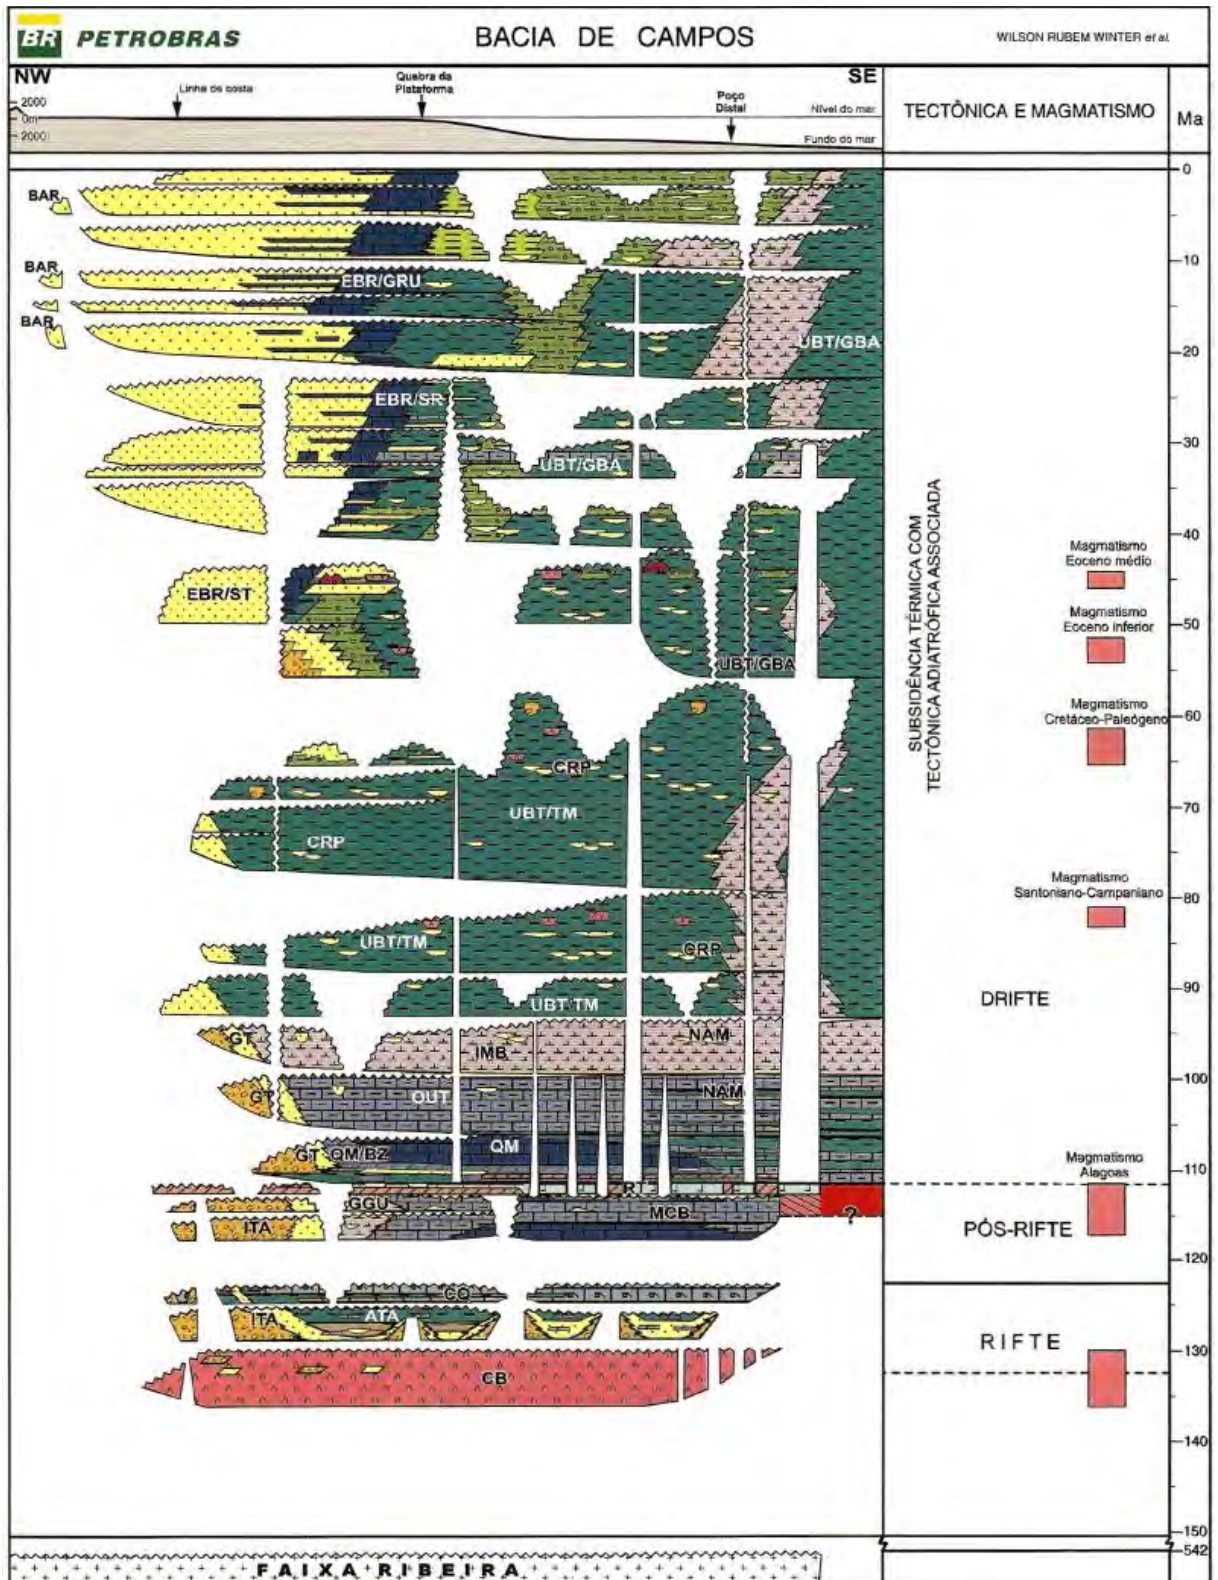 BR PETROBRAS
BACIA DE CAMPOS
WILSON RUBEM WINTER et al.
NW
SE
Linha de costa
Quebra da
Plataforma
Poço
Distal
Nível do mar
Fundo do mar
2000
0m
2000
TECTÔNICA E MAGMATISMO
Ma
0
BAR
BAR
EBR/GRU
10
BAR
UBT/GBA
20
EBR/SR
30
UBT/GBA
40
Magmatismo
Eoceno médio
EBR/ST
Magmatismo
Eoceno inferior
50
UBT/GBA
SUBSIDÊNCIA TÉRMICA COM
TECTÔNICA ADIATRÓFICA ASSOCIADA
Magmatismo
Cretáceo-Paleógeno
60
CRP
UBT/TM
70
CRP
Magmatismo
Santoniano-Campaniano
80
UBT/TM
CRP
90
UBT/TM
DRIFTE
GT
IMB
NAM
100
GT
OUT
NAM
GT
QM/BZ
QM
Magmatismo
Alagoas
110
RT
GGU
ITA
MCB
?
PÓS-RIFTE
120
CQ
ITA
ATA
RIFTE
130
CB
140
150
542
FAIXA RIBEIRA